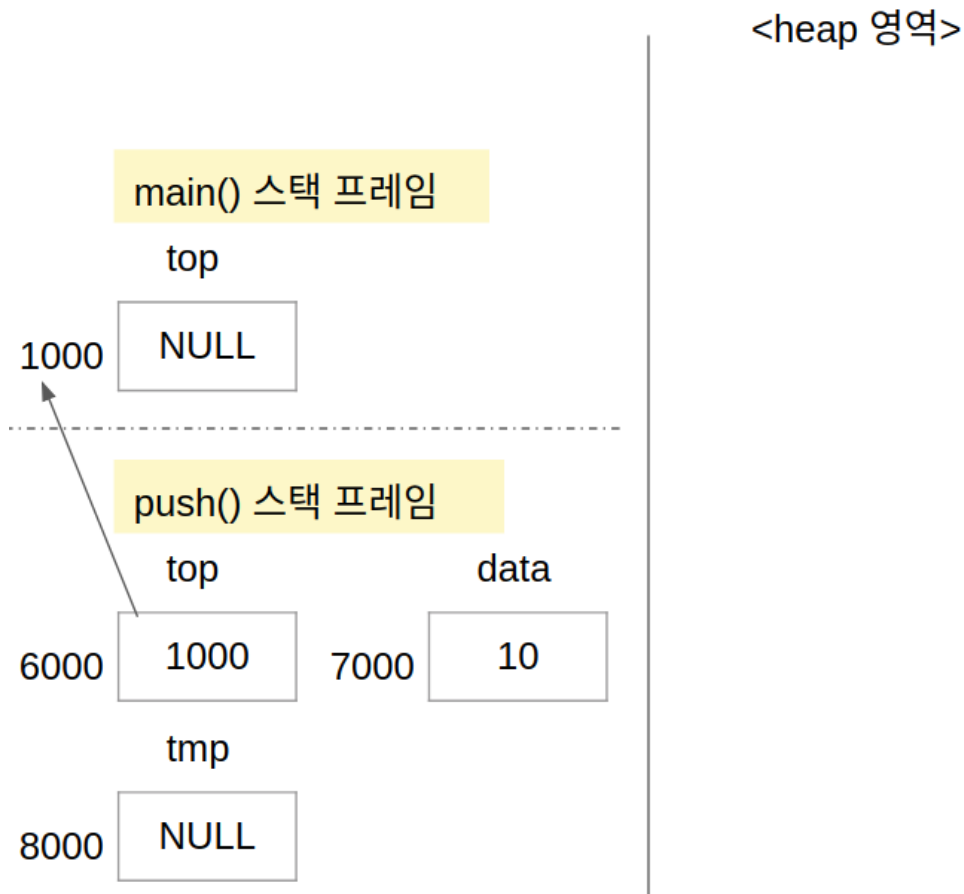 <heap 영역>
main() 스택 프레임
top
1000
NULL
push() 스택 프레임
top
data
6000
1000
7000
10
tmp
8000
NULL